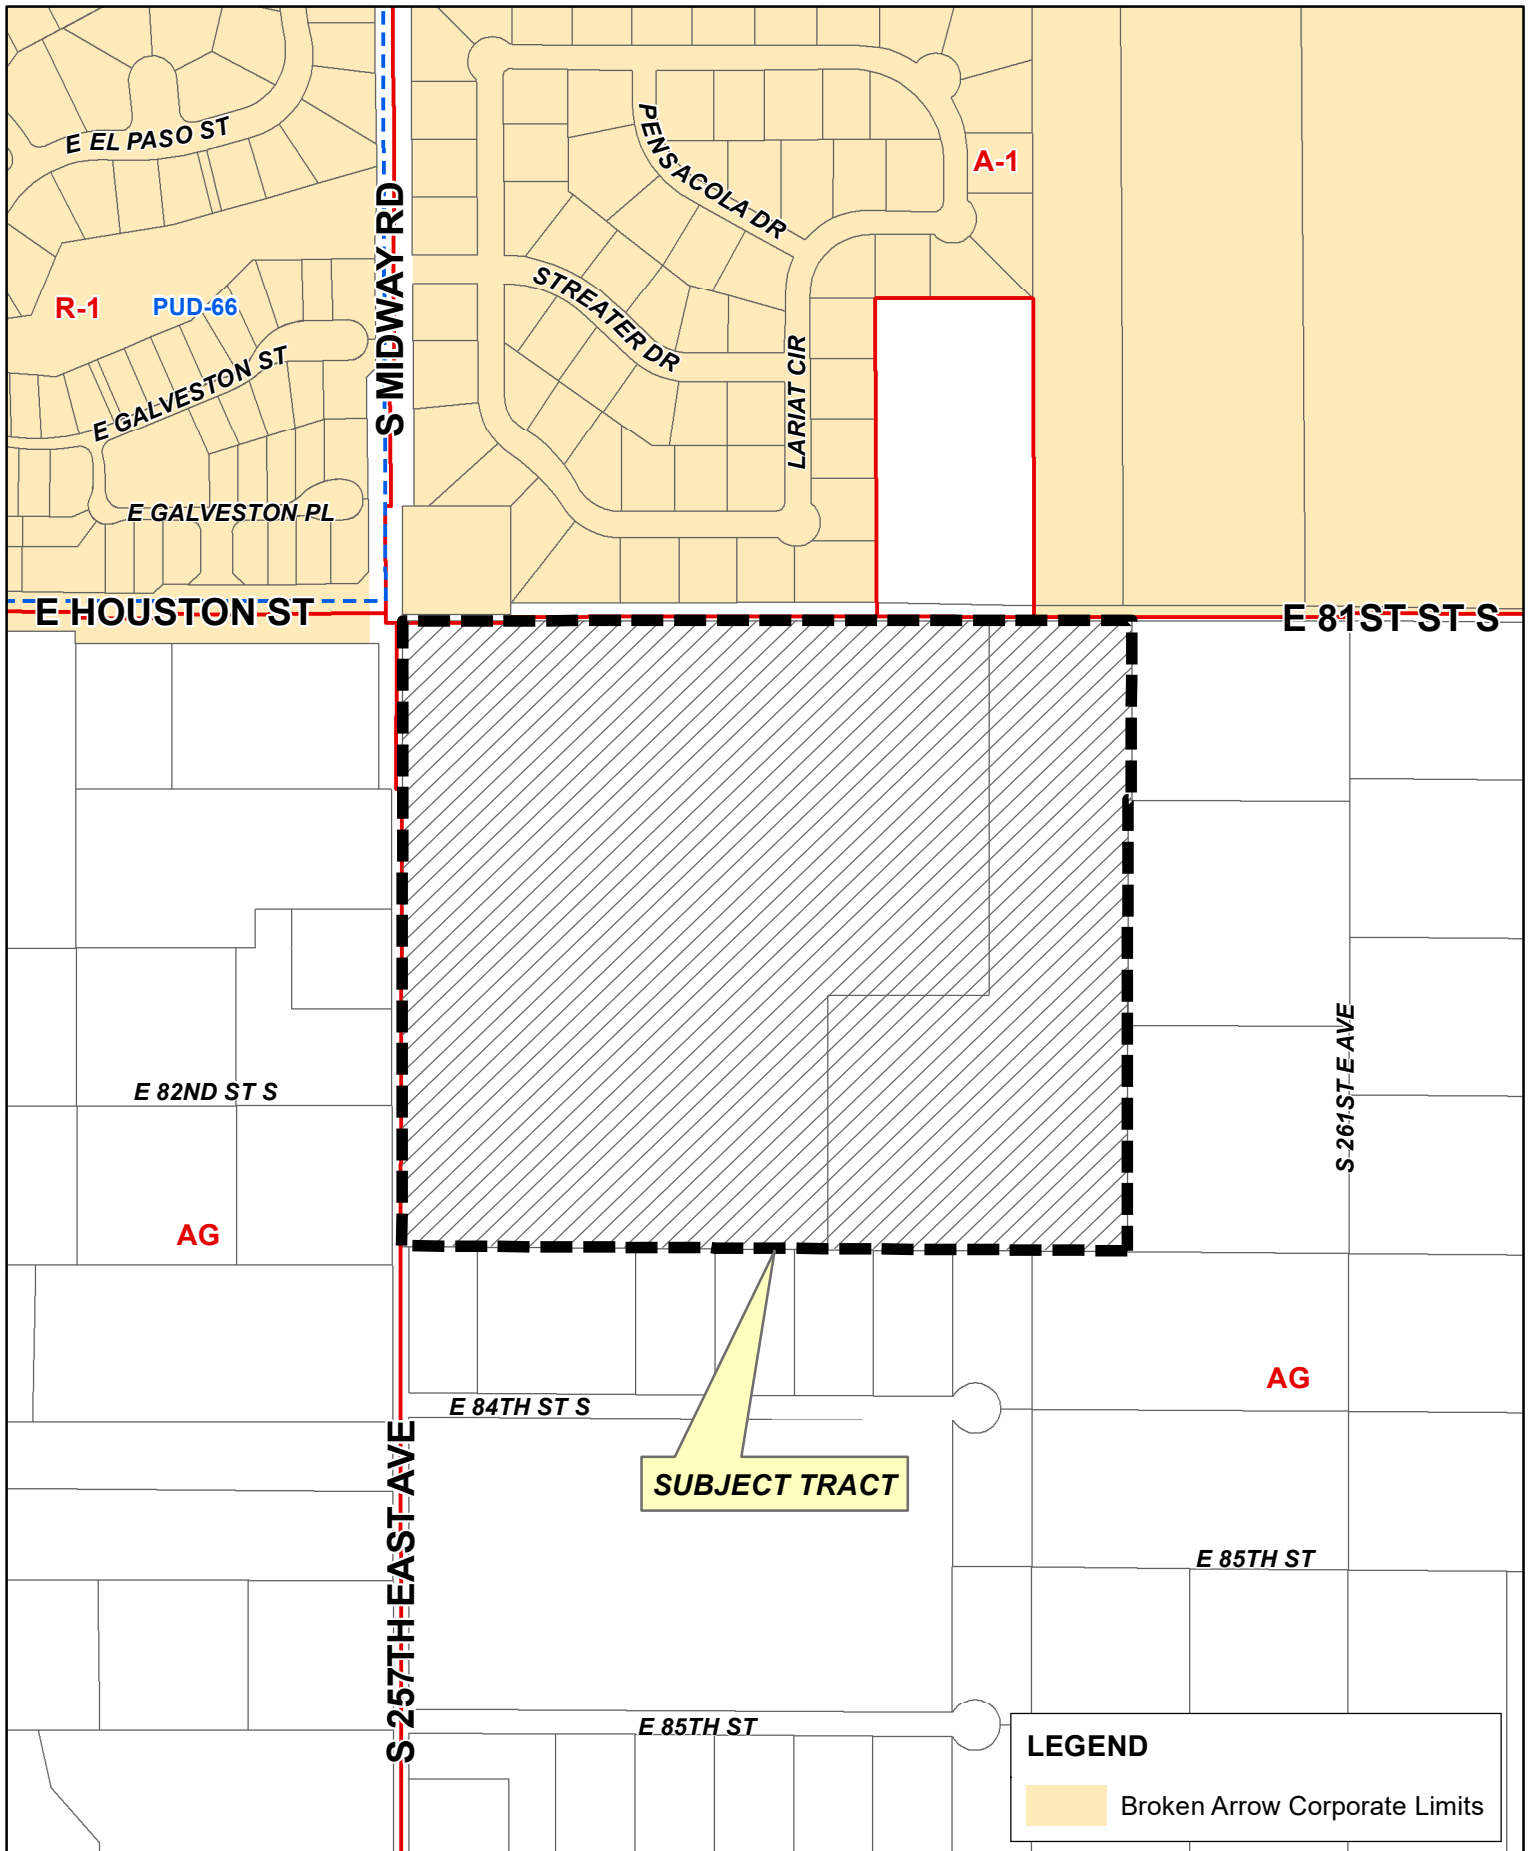 E EL PASO ST
PENSACOLA DR
A-1
S MIDWAY RD
R-1
PUD-66
STREATER DR
E GALVESTON ST
LARIAT CIR
E GALVESTON PL
E HOUSTON ST
E 81ST ST S
E 82ND ST S
S 261ST E AVE
AG
AG
E 84TH ST S
SUBJECT TRACT
S 257TH EAST AVE
E 85TH ST
E 85TH ST
LEGEND
Broken Arrow Corporate Limits